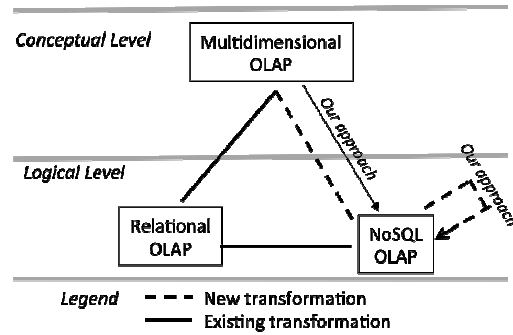 Conceptual Level
Multidimensional
OLAP
Our approach
Logical Level
Our approach
Relational
OLAP
NoSQL
OLAP
Legend
New transformation
Existing transformation